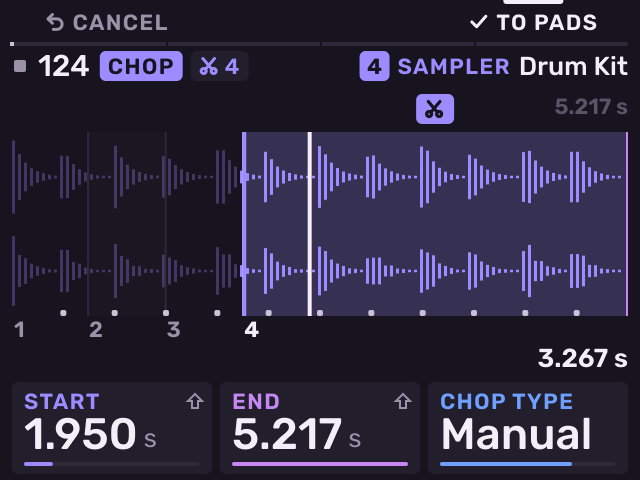 CANCEL
TO PADS
124 CHOP 4
4 SAMPLER Drum Kit
5.217 s
1 2 3 4
3.267 s
START
1.950 s
END
5.217 s
CHOP TYPE
Manual